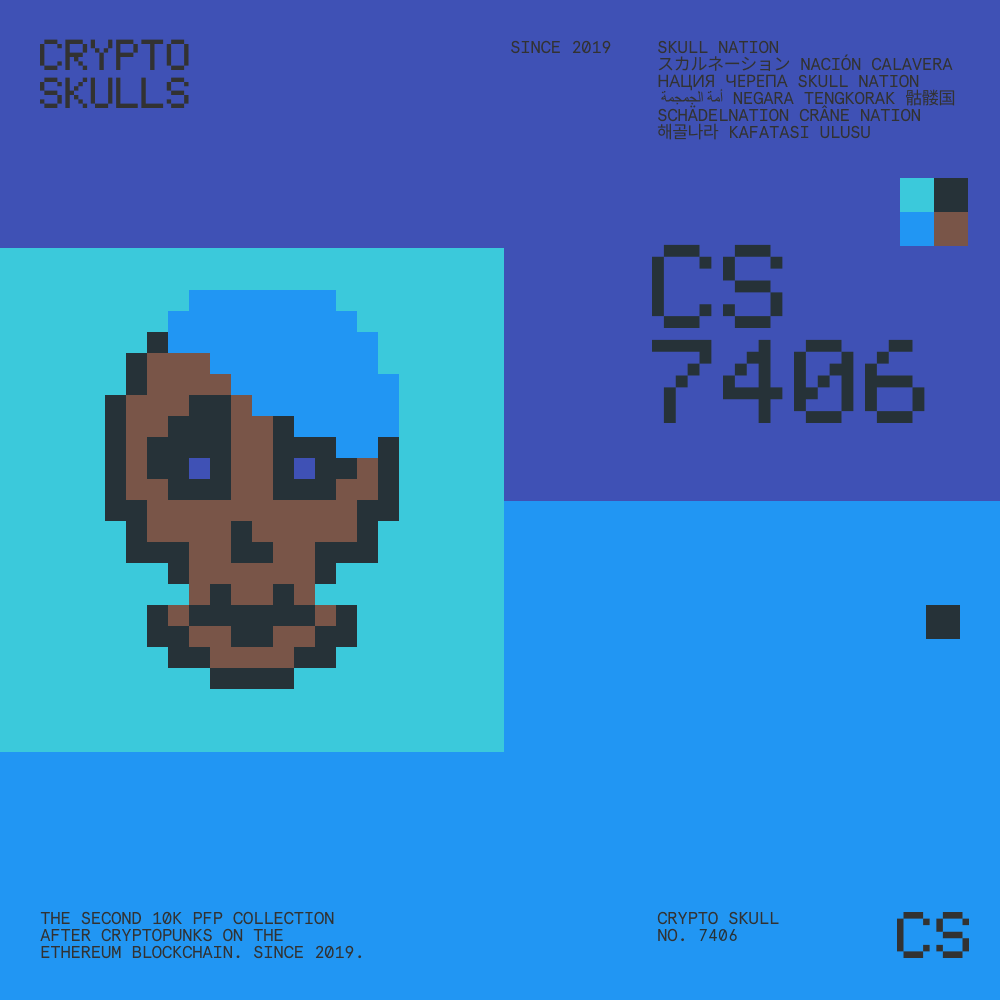 CRYPTO
SKULLS
SINCE 2019
SKULL NATION
スカルネーション NACIÓN CALAVERA
НАЦИЯ ЧЕРЕПА SKULL NATION
أمة الجمجمة NEGARA TENGKORAK 骷髅国
SCHÄDELNATION CRÂNE NATION
해골나라 KAFATASI ULUSU
CS
7406
THE SECOND 10K PFP COLLECTION
AFTER CRYPTOPUNKS ON THE
ETHEREUM BLOCKCHAIN. SINCE 2019.
CRYPTO SKULL
NO. 7406
CS